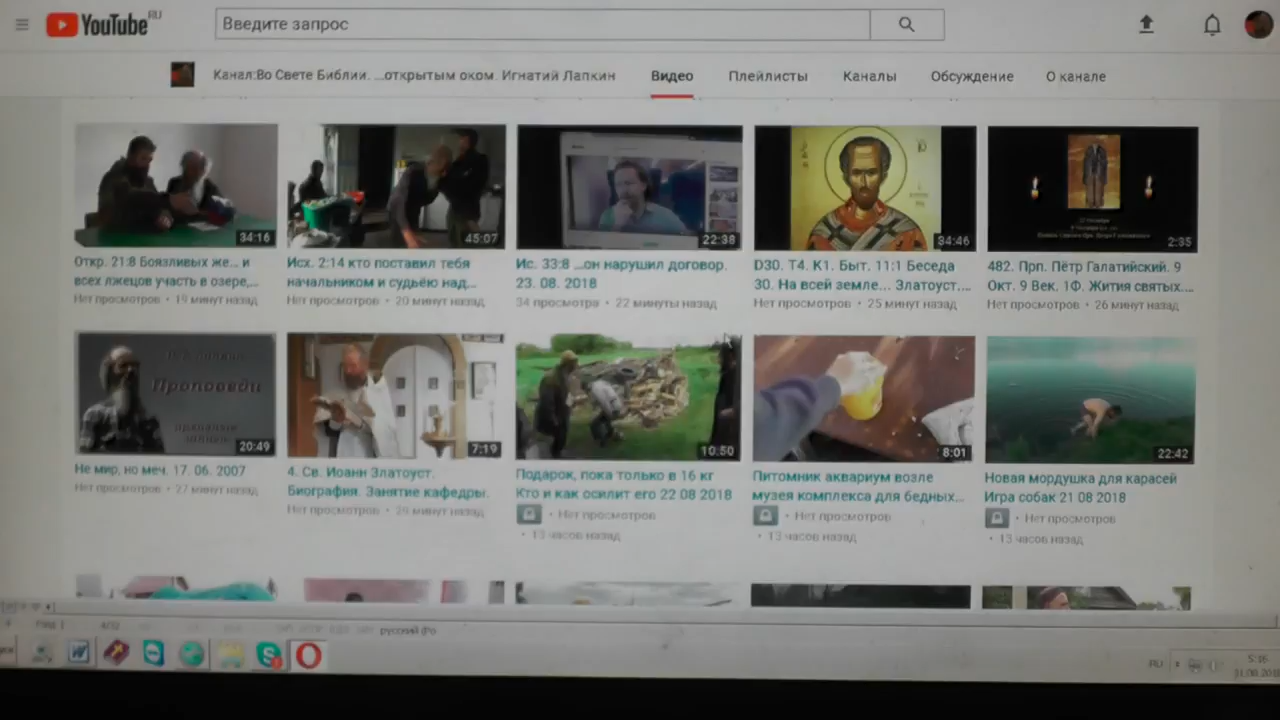 YouTube RU
Введите запрос
Канал:Во Свете Библии. ...открытым оком. Игнатий Лапкин
Видео Плейлисты Каналы Обсуждение О канале
34:16 45:07 22:38 34:46 2:35
Откр. 21:8 Боязливых же... и
всех лжецов участь в озере,...
Нет просмотров • 19 минут назад
Исх. 2:14 кто поставил тебя
начальником и судьёю над...
Нет просмотров • 20 минут назад
Ис. 33:8 ...он нарушил договор.
23. 08. 2018
34 просмотра • 22 минуты назад
D30. T4. K1. Быт. 11:1 Беседа
30. На всей земле... Златоуст....
Нет просмотров • 25 минут назад
482. Прп. Пётр Галатийский. 9
Окт. 9 Век. 1Ф. Жития святых....
Нет просмотров • 26 минут назад
Проповеди
20:49 7:19 10:50 8:01 22:42
Не мир, но меч. 17. 06. 2007
Нет просмотров • 27 минут назад
4. Св. Иоанн Златоуст.
Биография. Занятие кафедры.
Нет просмотров • 29 минут назад
Подарок, пока только в 16 кг
Кто и как осилит его 22 08 2018
• Нет просмотров
• 13 часов назад
Питомник аквариум возле
музея комплекса для бедных...
• Нет просмотров
• 13 часов назад
Новая мордушка для карасей
Игра собак 21 08 2018
• Нет просмотров
• 13 часов назад
русский (Ро
RU
5:16